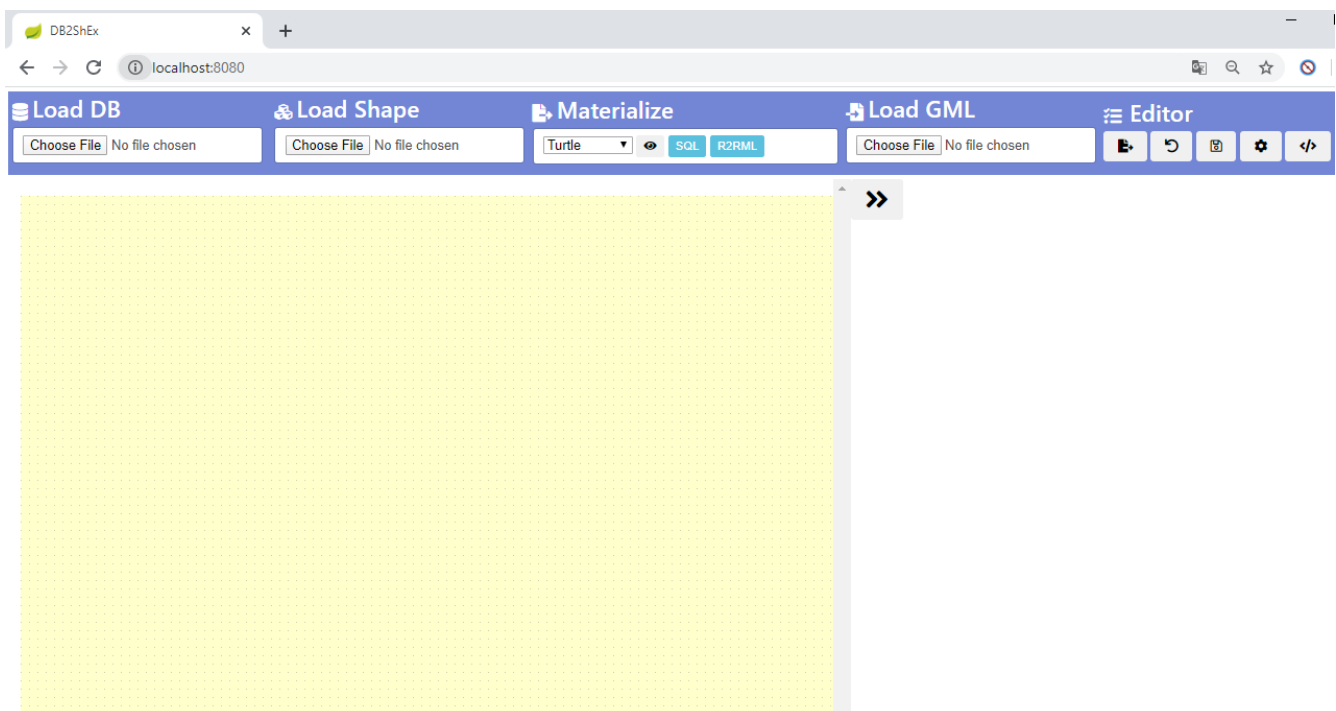 DB2ShEx
localhost:8080
Load DB
Load Shape
Materialize
Load GML
Editor
Choose File No file chosen
Choose File No file chosen
Turtle
SQL
R2RML
Choose File No file chosen